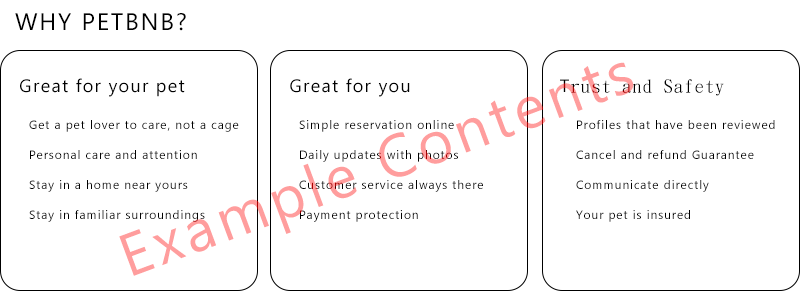 WHY PETBNB?
Great for your pet
Get a pet lover to care, not a cage
Personal care and attention
Stay in a home near yours
Stay in familiar surroundings
Great for you
Simple reservation online
Daily updates with photos
Customer service always there
Payment protection
Trust and Safety
Profiles that have been reviewed
Cancel and refund Guarantee
Communicate directly
Your pet is insured
Example Contents